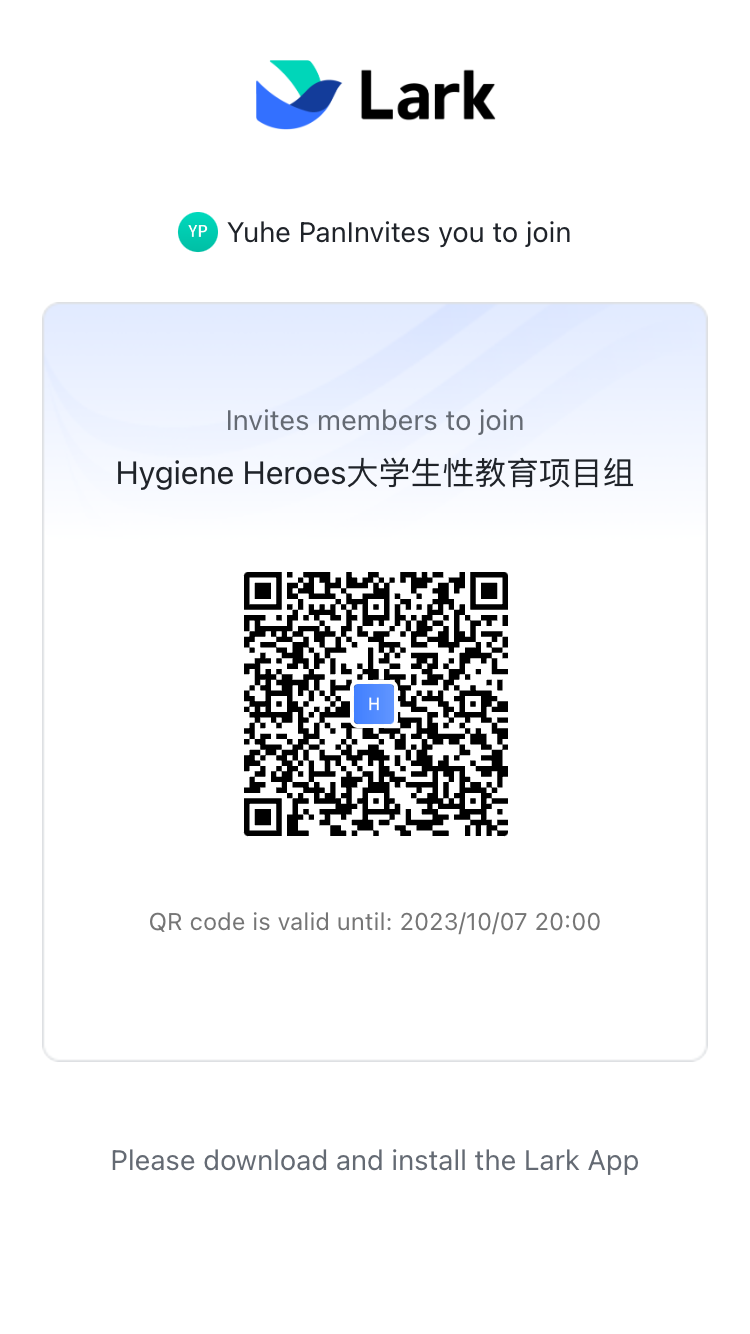 Lark
YP Yuhe PanInvites you to join
Invites members to join
Hygiene Heroes大学生性教育项目组
H
QR code is valid until: 2023/10/07 20:00
Please download and install the Lark App